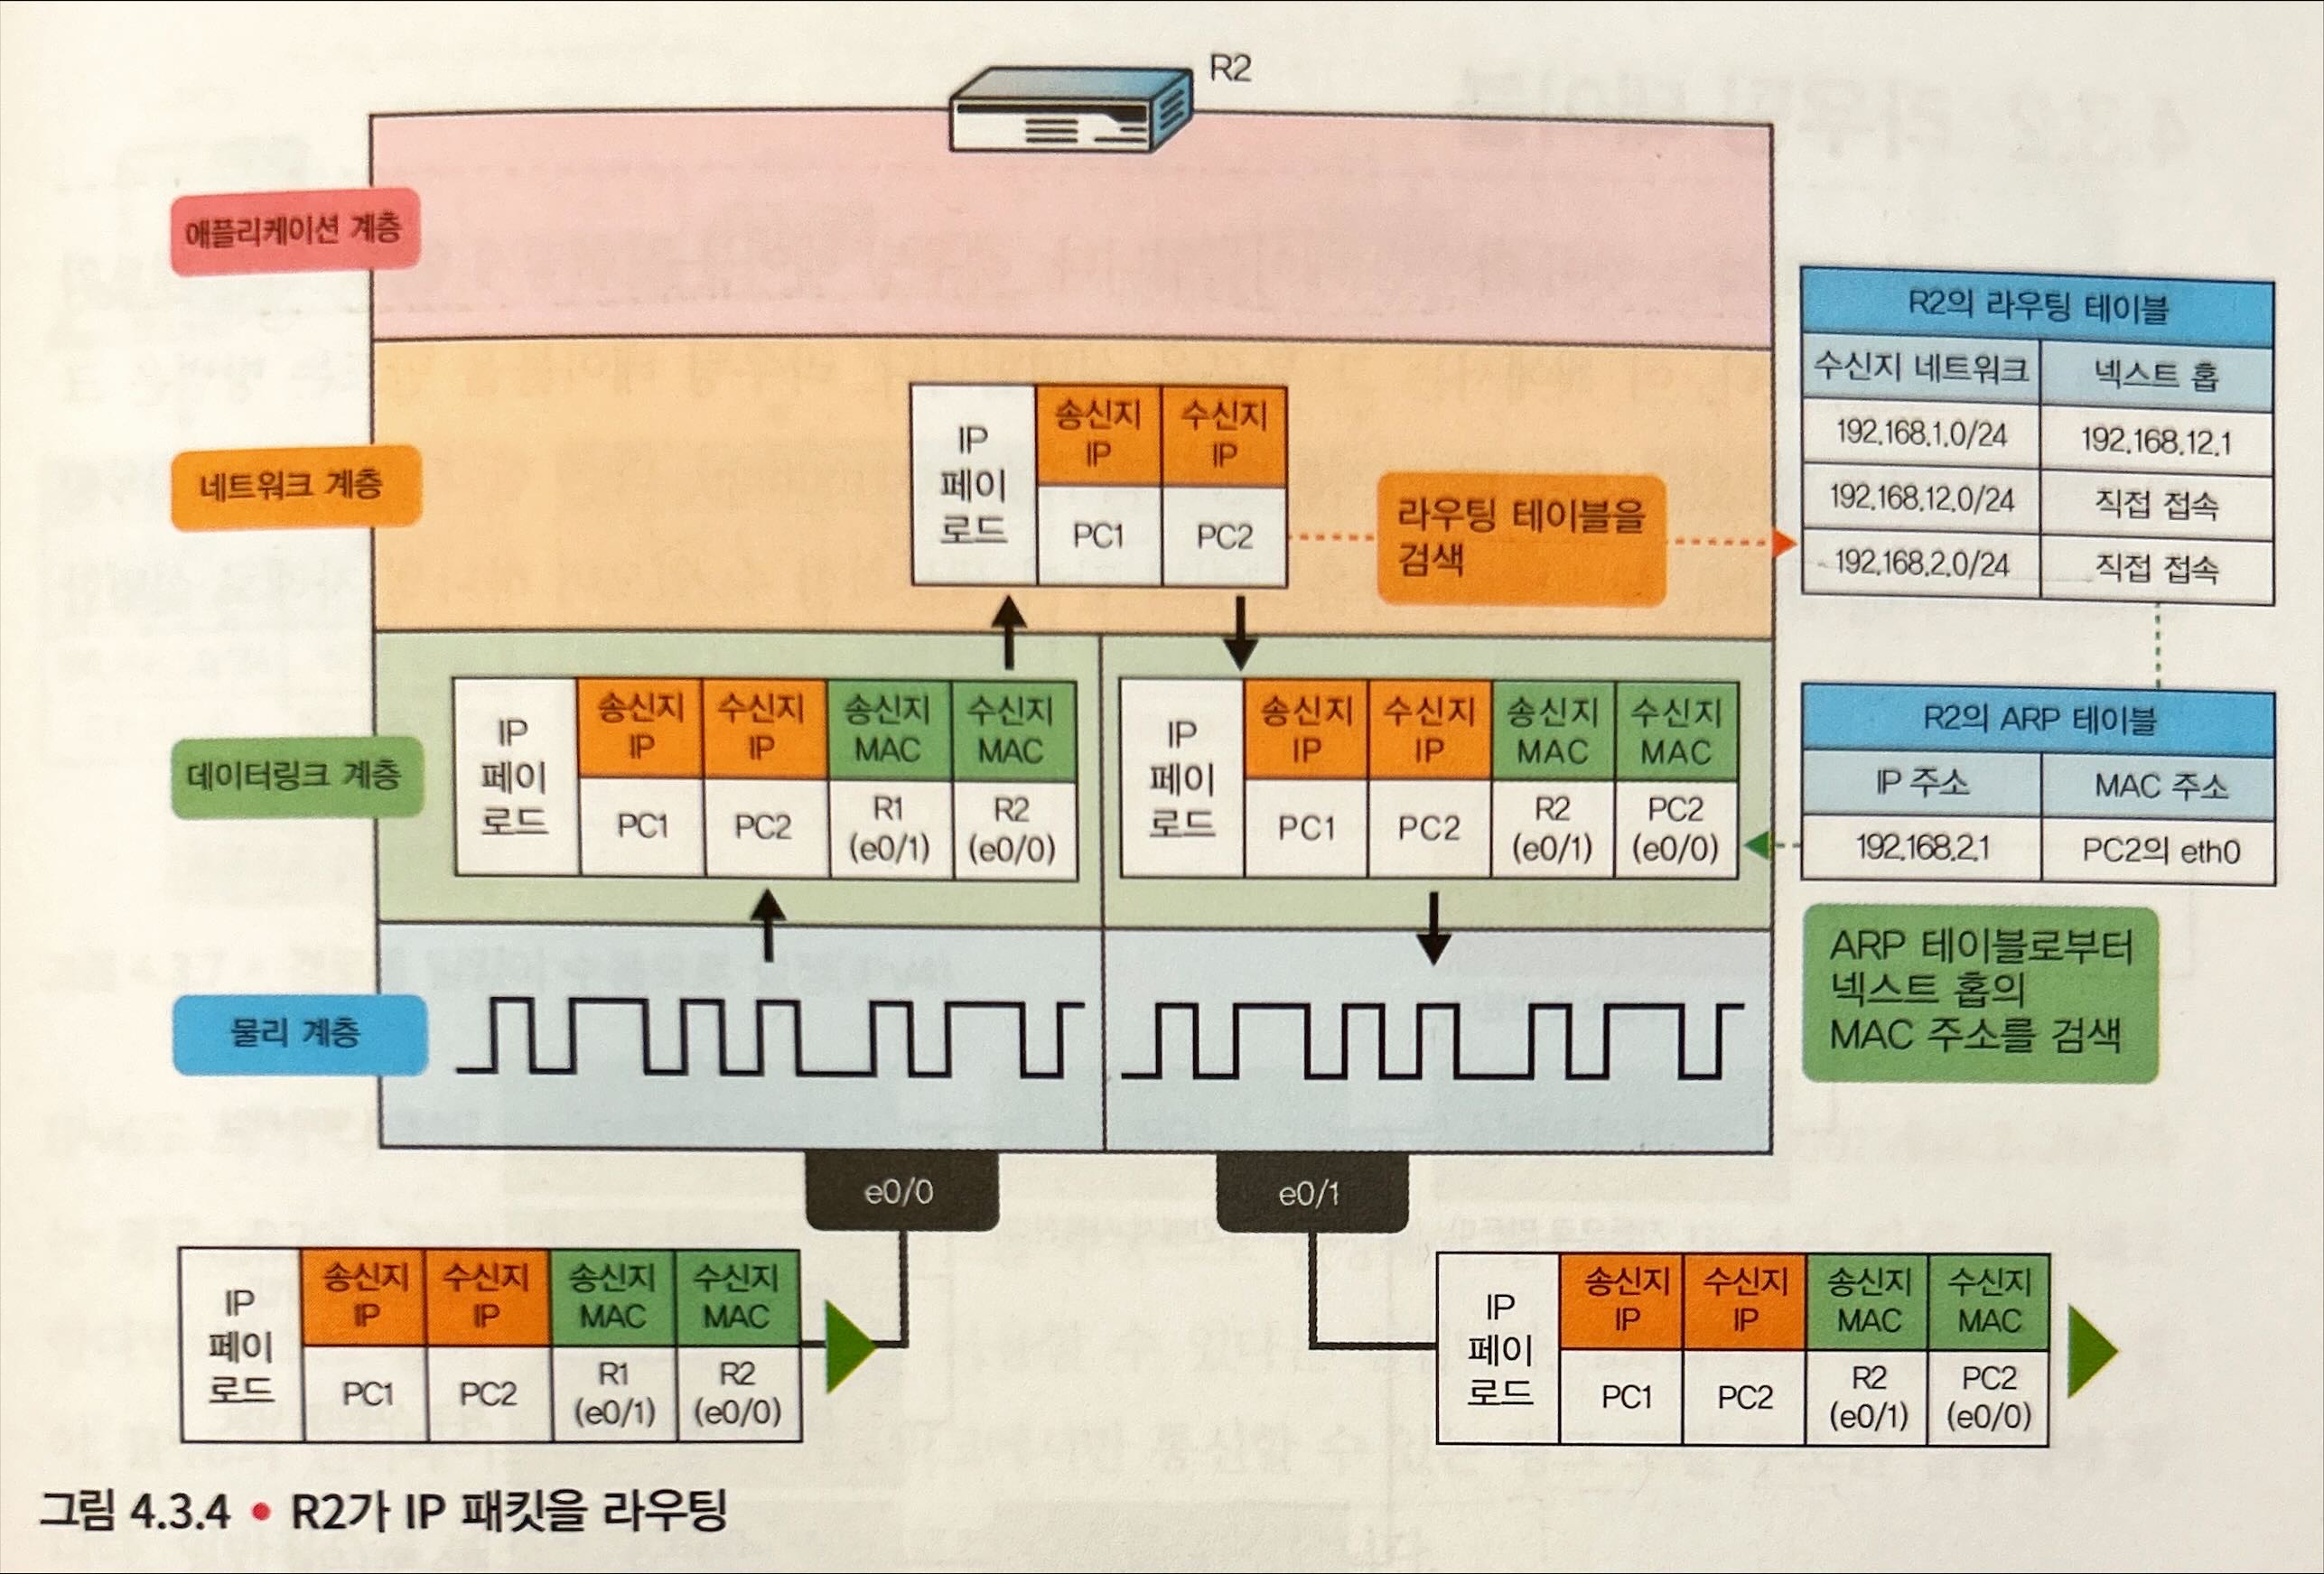 R2
애플리케이션 계층
R2의 라우팅 테이블
수신지 네트워크 넥스트 홉
192.168.1.0/24 192.168.12.1
192.168.12.0/24 직접 접속
192.168.2.0/24 직접 접속
네트워크 계층
IP
페이
로드
송신지
IP
수신지
IP
PC1
PC2
라우팅 테이블을
검색
데이터링크 계층
IP
페이
로드
송신지
IP
수신지
IP
송신지
MAC
수신지
MAC
PC1
PC2
R1
(e0/1)
R2
(e0/0)
IP
페이
로드
송신지
IP
수신지
IP
송신지
MAC
수신지
MAC
PC1
PC2
R2
(e0/1)
PC2
(e0/0)
R2의 ARP 테이블
IP 주소 MAC 주소
192.168.2.1 PC2의 eth0
ARP 테이블로부터
넥스트 홉의
MAC 주소를 검색
물리 계층
e0/0
e0/1
IP
페이
로드
송신지
IP
수신지
IP
송신지
MAC
수신지
MAC
PC1
PC2
R1
(e0/1)
R2
(e0/0)
IP
페이
로드
송신지
IP
수신지
IP
송신지
MAC
수신지
MAC
PC1
PC2
R2
(e0/1)
PC2
(e0/0)
그림 4.3.4 • R2가 IP 패킷을 라우팅